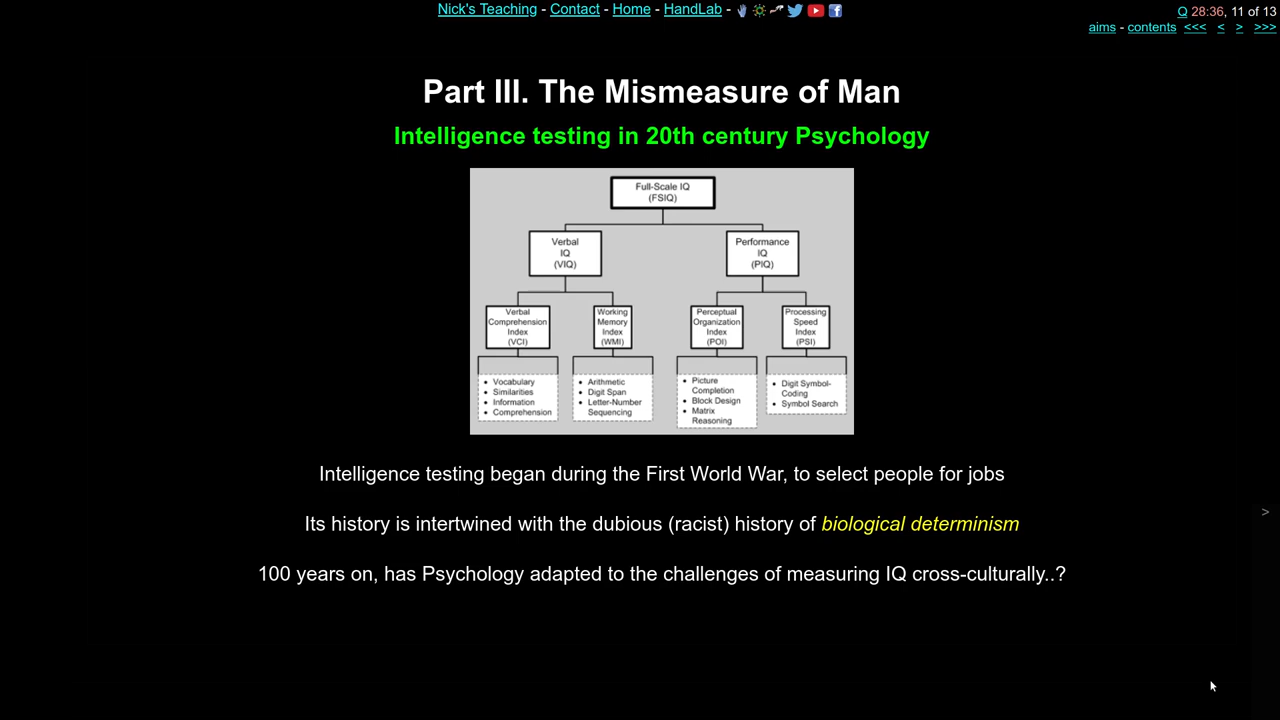 Nick's Teaching - Contact - Home - HandLab -
Q 28:36, 11 of 13
aims - contents <<< < > >>>
Part III. The Mismeasure of Man
Intelligence testing in 20th century Psychology
Full-Scale IQ
(FSIQ)
Verbal
IQ
(VIQ)
Performance
IQ
(PIQ)
Verbal
Comprehension
Index
(VCI)
Working
Memory
Index
(WMI)
Perceptual
Organization
Index
(POI)
Processing
Speed
Index
(PSI)
• Vocabulary
• Similarities
• Information
• Comprehension
• Arithmetic
• Digit Span
• Letter-Number
Sequencing
• Picture
Completion
• Block Design
• Matrix
Reasoning
• Digit Symbol-
Coding
• Symbol Search
Intelligence testing began during the First World War, to select people for jobs
Its history is intertwined with the dubious (racist) history of biological determinism
100 years on, has Psychology adapted to the challenges of measuring IQ cross-culturally..?
>